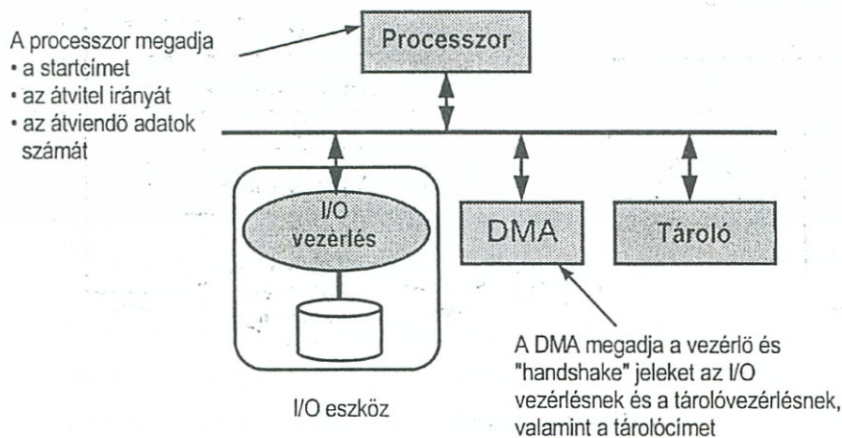 A processzor megadja
• a startcímet
• az átvitel irányát
• az átviendő adatok
számát
Processzor
I/O
vezérlés
DMA
Tároló
I/O eszköz
A DMA megadja a vezérlö és
"handshake" jeleket az I/O
vezérlésnek és a tárolóvezérlésnek,
valamint a tárolócímet